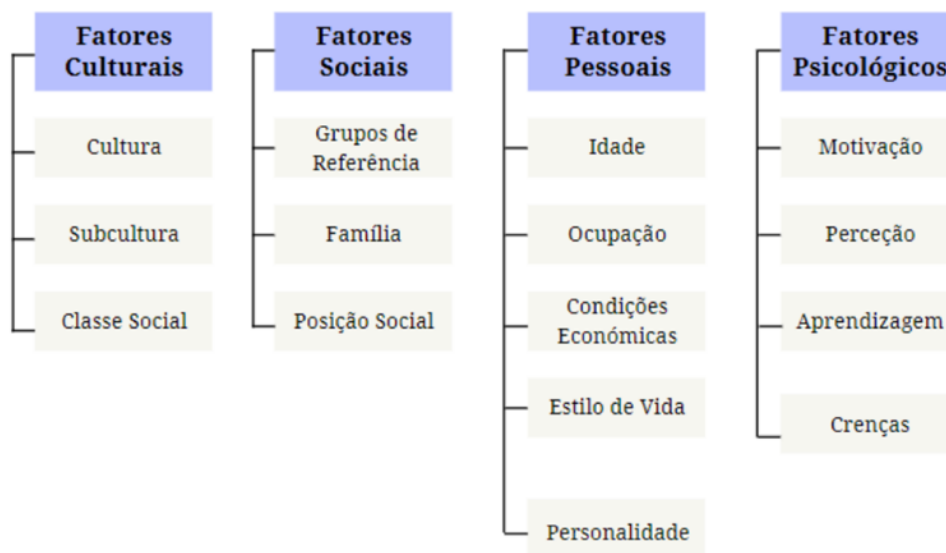 Fatores
Culturais
Cultura
Subcultura
Classe Social
Fatores
Sociais
Grupos de
Referência
Família
Posição Social
Fatores
Pessoais
Idade
Ocupação
Condições
Económicas
Estilo de Vida
Personalidade
Fatores
Psicológicos
Motivação
Perceção
Aprendizagem
Crenças